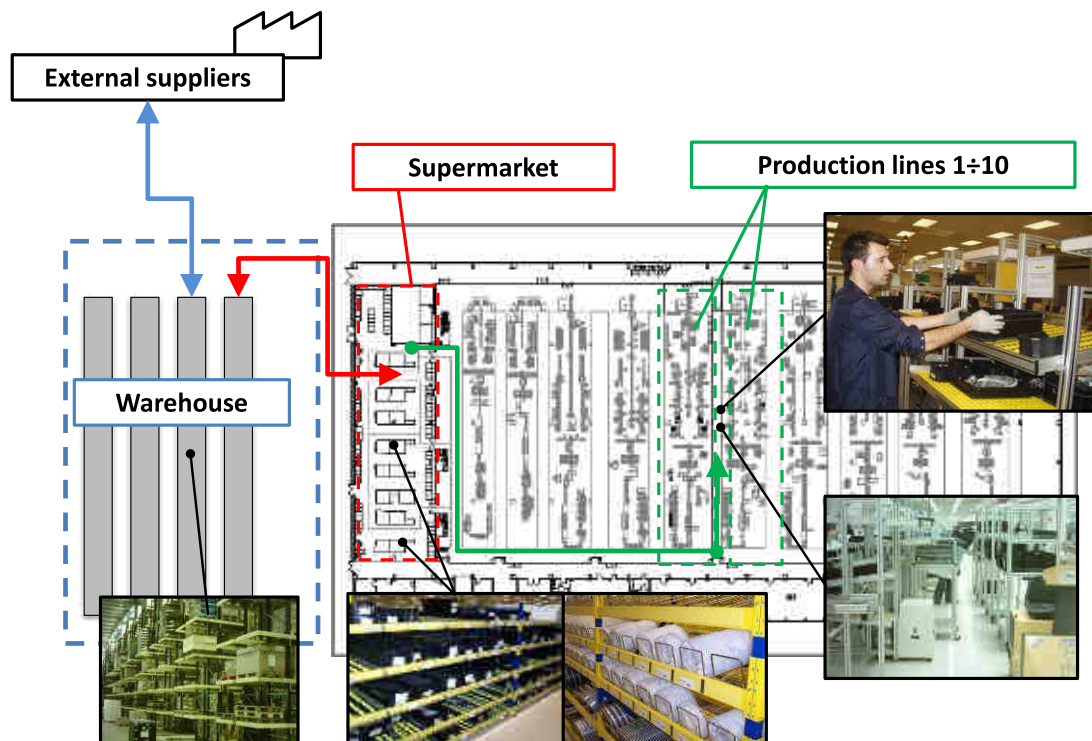 External suppliers
Supermarket
Production lines 1÷10
Warehouse